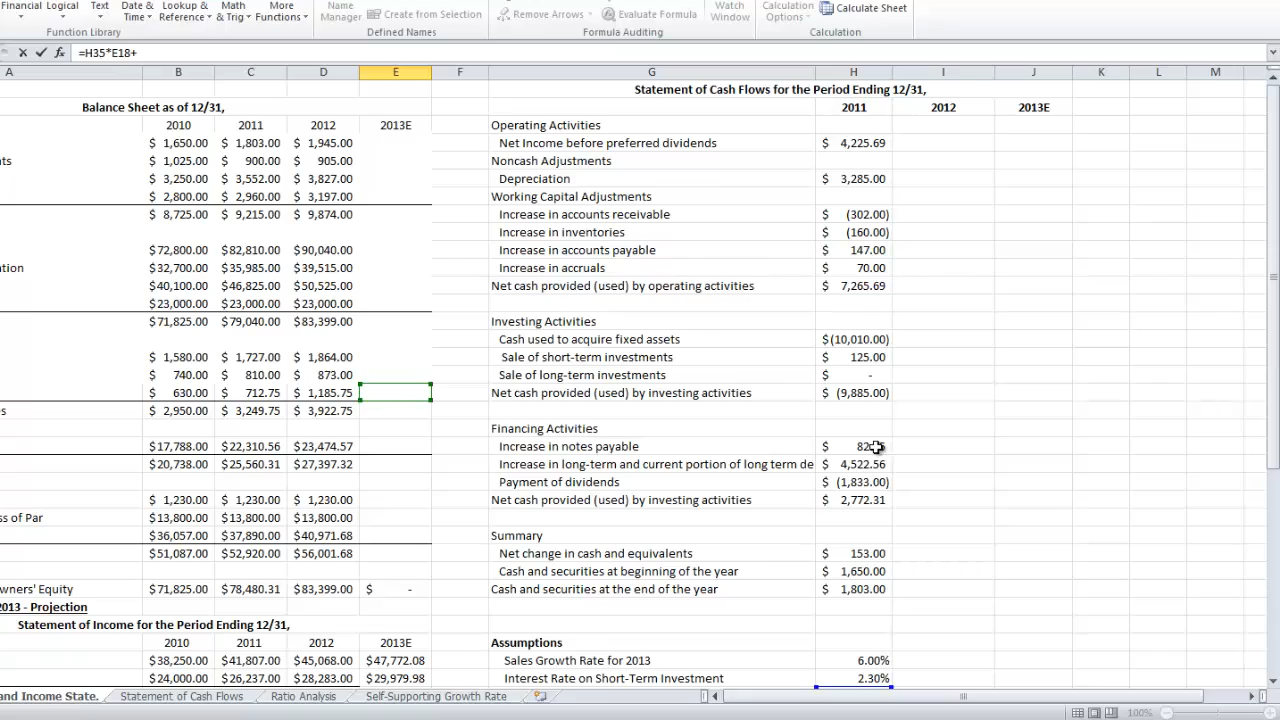 Financial Logical Text Date & Time Lookup & Reference Math & Trig More Functions Name Manager Create from Selection Remove Arrows Evaluate Formula Watch Window Calculation Options Calculate Sheet
Function Library Defined Names Formula Auditing Calculation
fx =H35*E18+
A B C D E F G H I J K L M
Statement of Cash Flows for the Period Ending 12/31,
Balance Sheet as of 12/31, 2011 2012 2013E
2010 2011 2012 2013E Operating Activities
$ 1,650.00 $ 1,803.00 $ 1,945.00 Net Income before preferred dividends $ 4,225.69
nts $ 1,025.00 $ 900.00 $ 905.00 Noncash Adjustments
$ 3,250.00 $ 3,552.00 $ 3,827.00 Depreciation $ 3,285.00
$ 2,800.00 $ 2,960.00 $ 3,197.00 Working Capital Adjustments
$ 8,725.00 $ 9,215.00 $ 9,874.00 Increase in accounts receivable $ (302.00)
Increase in inventories $ (160.00)
$72,800.00 $82,810.00 $90,040.00 Increase in accounts payable $ 147.00
ation $32,700.00 $35,985.00 $39,515.00 Increase in accruals $ 70.00
$40,100.00 $46,825.00 $50,525.00 Net cash provided (used) by operating activities $ 7,265.69
$23,000.00 $23,000.00 $23,000.00
$71,825.00 $79,040.00 $83,399.00 Investing Activities
Cash used to acquire fixed assets $(10,010.00)
$ 1,580.00 $ 1,727.00 $ 1,864.00 Sale of short-term investments $ 125.00
$ 740.00 $ 810.00 $ 873.00 Sale of long-term investments $ -
$ 630.00 $ 712.75 $ 1,185.75 Net cash provided (used) by investing activities $ (9,885.00)
es $ 2,950.00 $ 3,249.75 $ 3,922.75
Financing Activities
$17,788.00 $22,310.56 $23,474.57 Increase in notes payable $
$20,738.00 $25,560.31 $27,397.32 Increase in long-term and current portion of long term de $ 4,522.56
Payment of dividends $ (1,833.00)
$ 1,230.00 $ 1,230.00 $ 1,230.00 Net cash provided (used) by investing activities $ 2,772.31
ss of Par $13,800.00 $13,800.00 $13,800.00
$36,057.00 $37,890.00 $40,971.68 Summary
$51,087.00 $52,920.00 $56,001.68 Net change in cash and equivalents $ 153.00
Cash and securities at beginning of the year $ 1,650.00
wners' Equity $71,825.00 $78,480.31 $83,399.00 $ - Cash and securities at the end of the year $ 1,803.00
2013 - Projection
Statement of Income for the Period Ending 12/31,
2010 2011 2012 2013E Assumptions
$38,250.00 $41,807.00 $45,068.00 $47,772.08 Sales Growth Rate for 2013 6.00%
$24,000.00 $26,237.00 $28,283.00 $29,979.98 Interest Rate on Short-Term Investment 2.30%
and Income State. Statement of Cash Flows Ratio Analysis Self-Supporting Growth Rate
100%